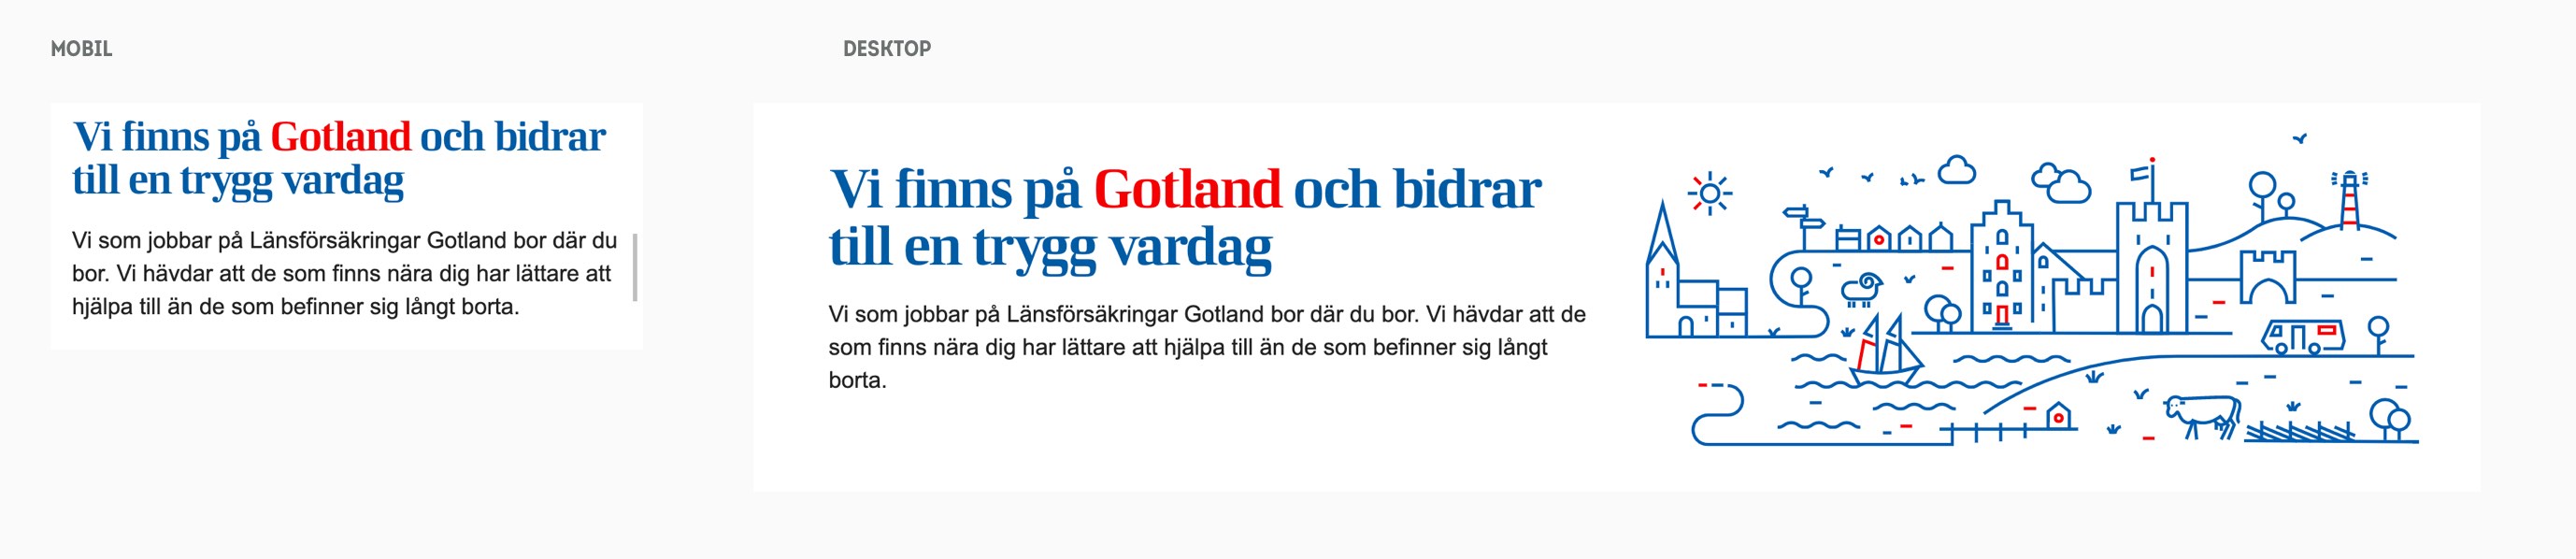 MOBIL
Vi finns på Gotland och bidrar
till en trygg vardag
Vi som jobbar på Länsförsäkringar Gotland bor där du
bor. Vi hävdar att de som finns nära dig har lättare att
hjälpa till än de som befinner sig långt borta.
DESKTOP
Vi finns på Gotland och bidrar
till en trygg vardag
Vi som jobbar på Länsförsäkringar Gotland bor där du bor. Vi hävdar att de
som finns nära dig har lättare att hjälpa till än de som befinner sig långt
borta.